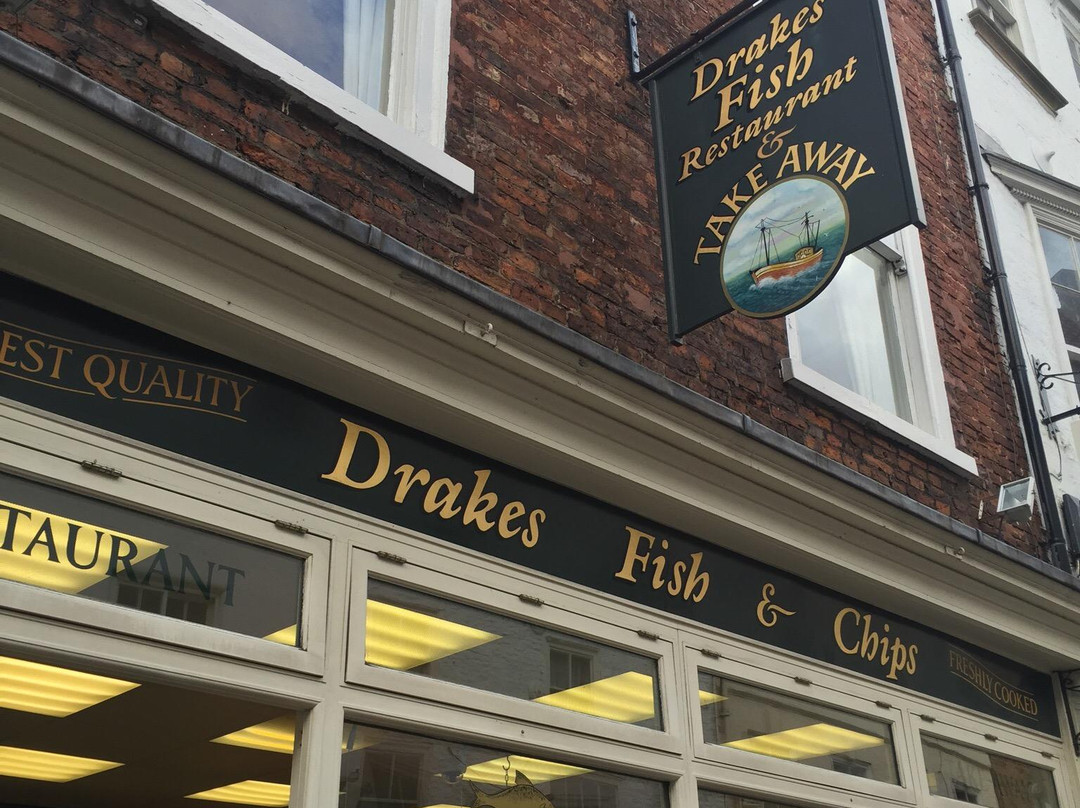 Drakes
Fish
Restaurant
&
TAKE AWAY
EST QUALITY
Drakes Fish & Chips
FRESHLY COOKED
TAURANT